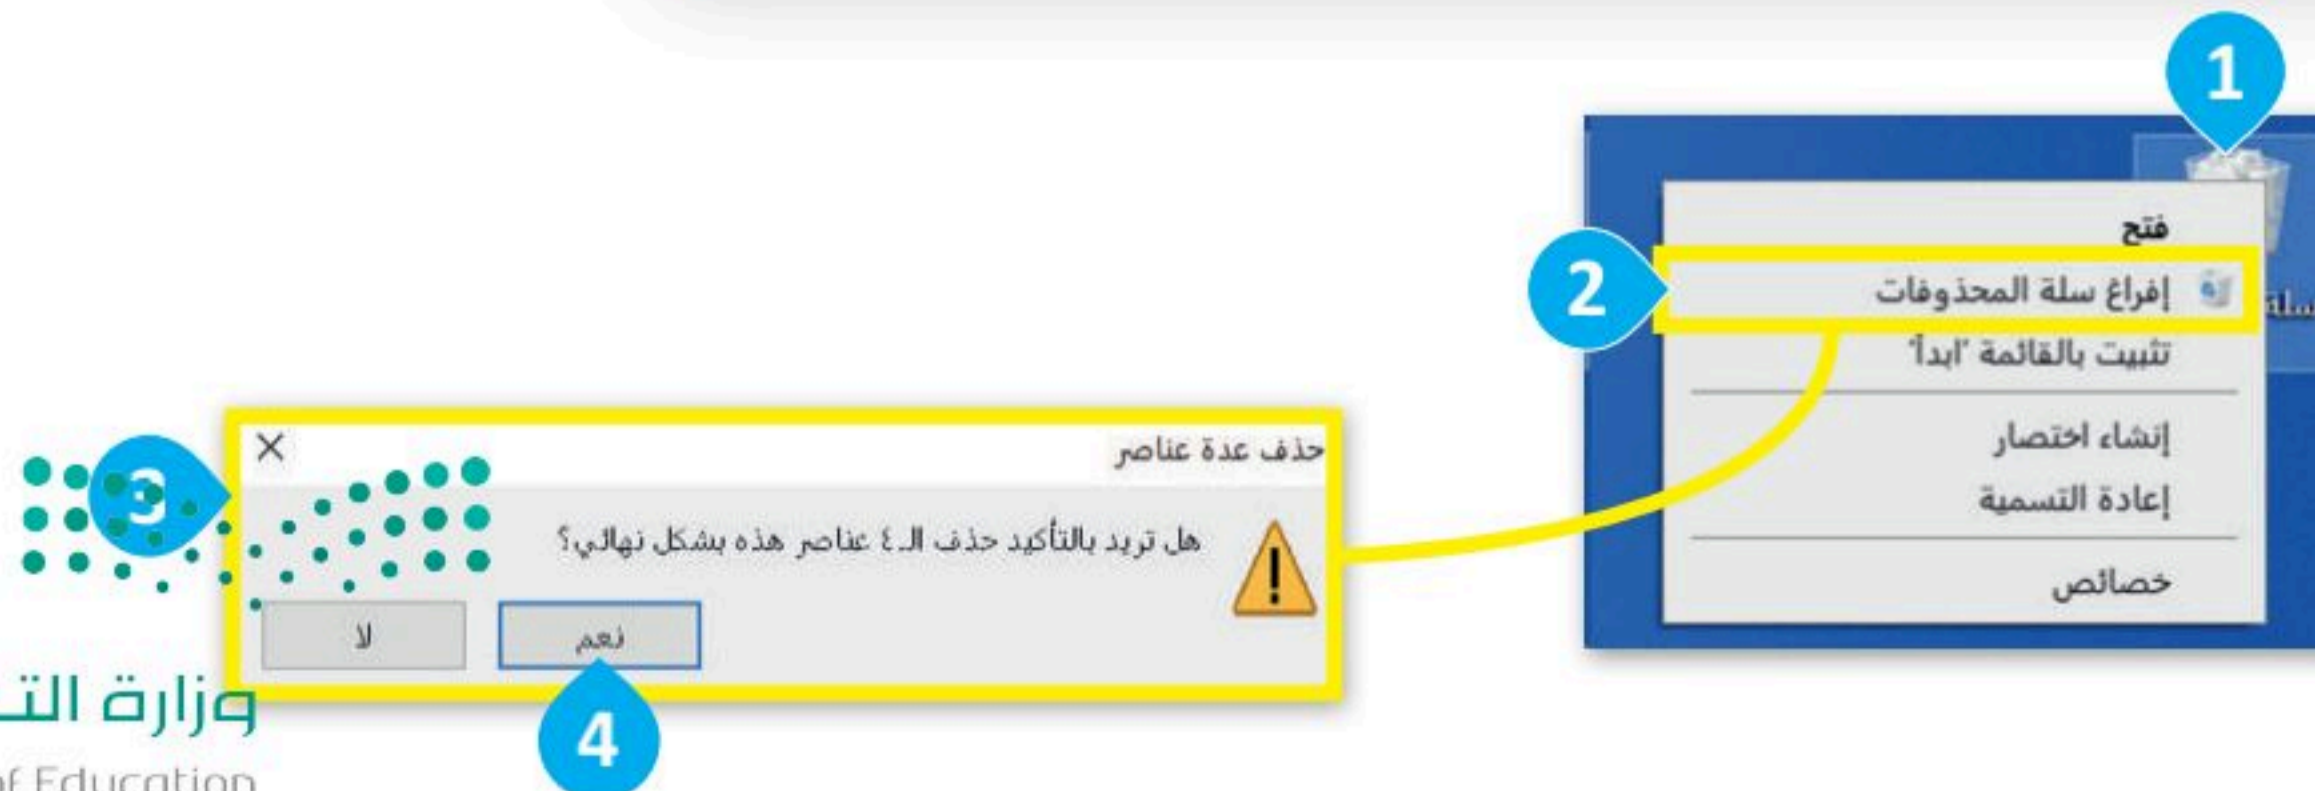 1
فتح
2
إفراغ سلة المحذوفات
تثبيت بالقائمة "ابدأ"
إنشاء اختصار
إعادة التسمية
خصائص
3
حذف عدة عناصر
هل تريد بالتأكيد حذف الـ ٤ عناصر هذه بشكل نهائي؟
نعم
لا
4
وزارة
of Education